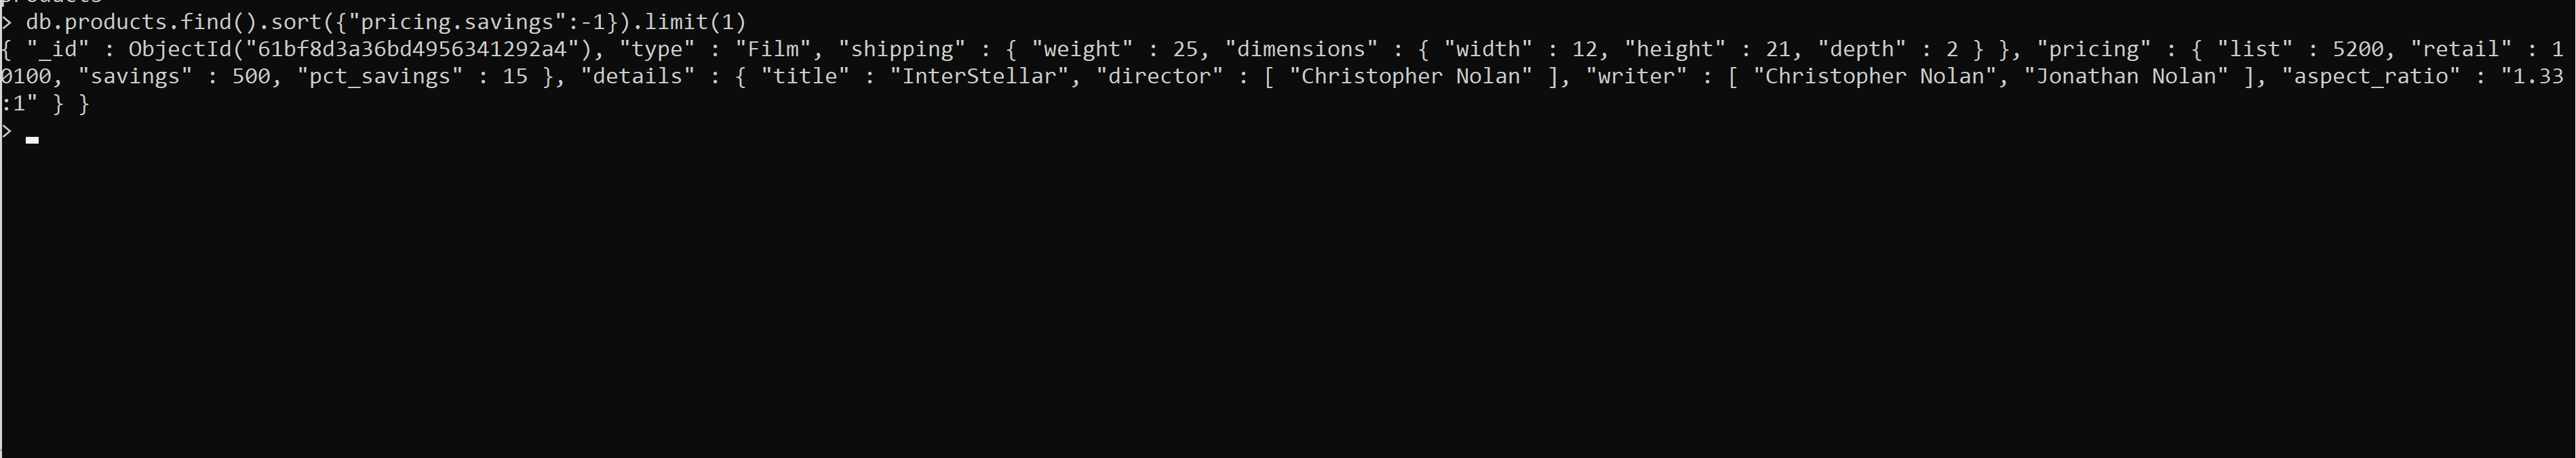 products
> db.products.find().sort({"pricing.savings":-1}).limit(1)
{ "_id" : ObjectId("61bf8d3a36bd4956341292a4"), "type" : "Film", "shipping" : { "weight" : 25, "dimensions" : { "width" : 12, "height" : 21, "depth" : 2 } }, "pricing" : { "list" : 5200, "retail" : 1
0100, "savings" : 500, "pct_savings" : 15 }, "details" : { "title" : "InterStellar", "director" : [ "Christopher Nolan" ], "writer" : [ "Christopher Nolan", "Jonathan Nolan" ], "aspect_ratio" : "1.33
:1" } }
>